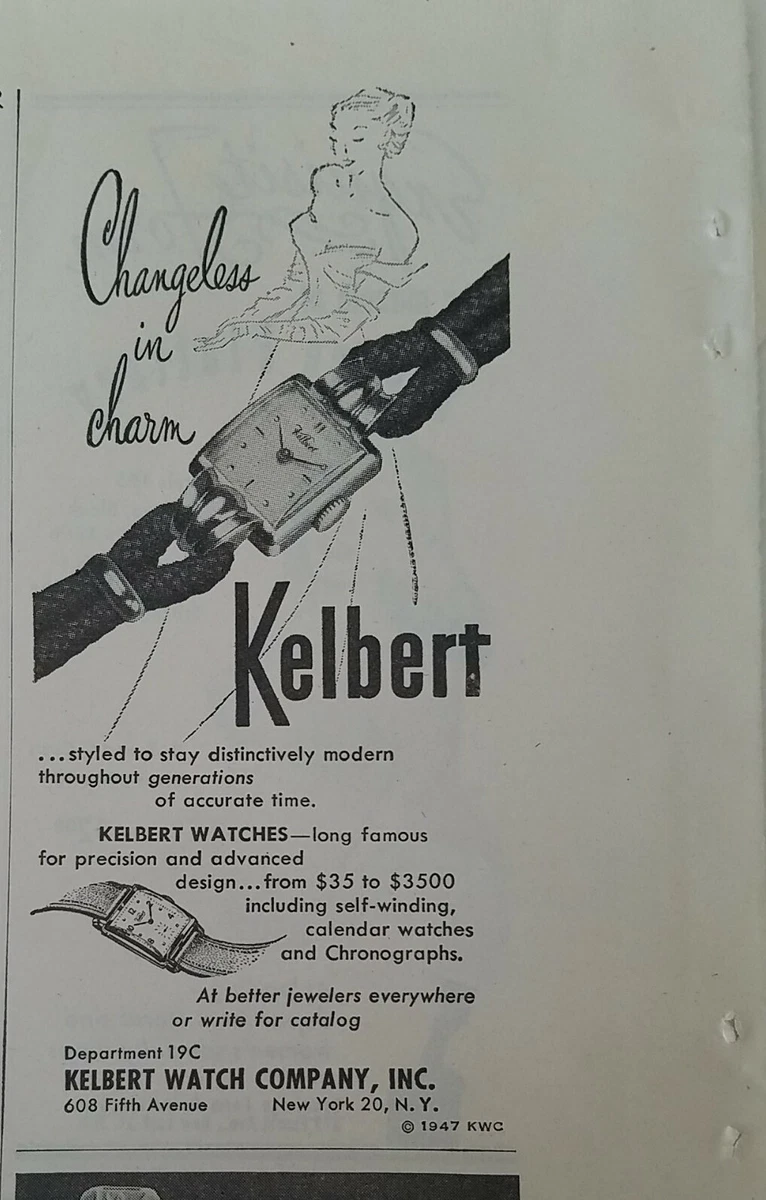 Changeless
in
charm
Kelbert
Kelbert
...styled to stay distinctively modern
throughout generations
of accurate time.
KELBERT WATCHES—long famous
for precision and advanced
design...from $35 to $3500
including self-winding,
calendar watches
and Chronographs.
At better jewelers everywhere
or write for catalog
Department 19C
KELBERT WATCH COMPANY, INC.
608 Fifth Avenue New York 20, N. Y.
© 1947 KWC